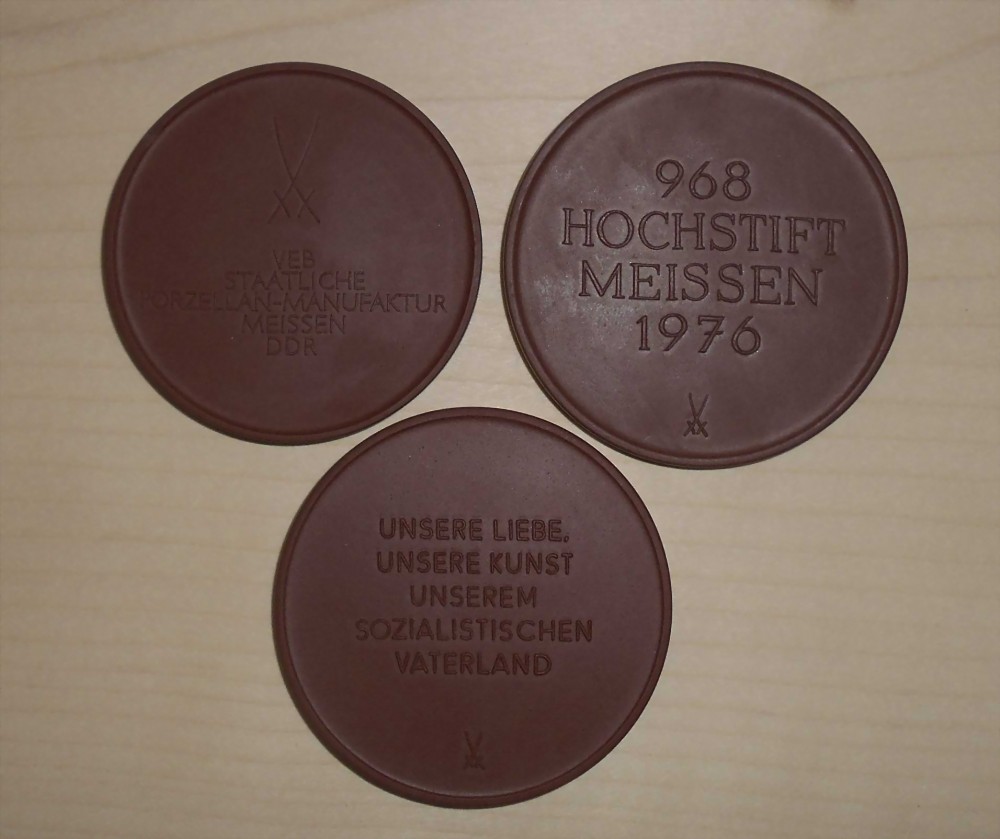 VEB
STAATLICHE
PORZELLAN-MANUFAKTUR
MEISSEN
DDR
968
HOCHSTIFT
MEISSEN
1976
UNSERE LIEBE,
UNSERE KUNST
UNSEREM
SOZIALISTISCHEN
VATERLAND